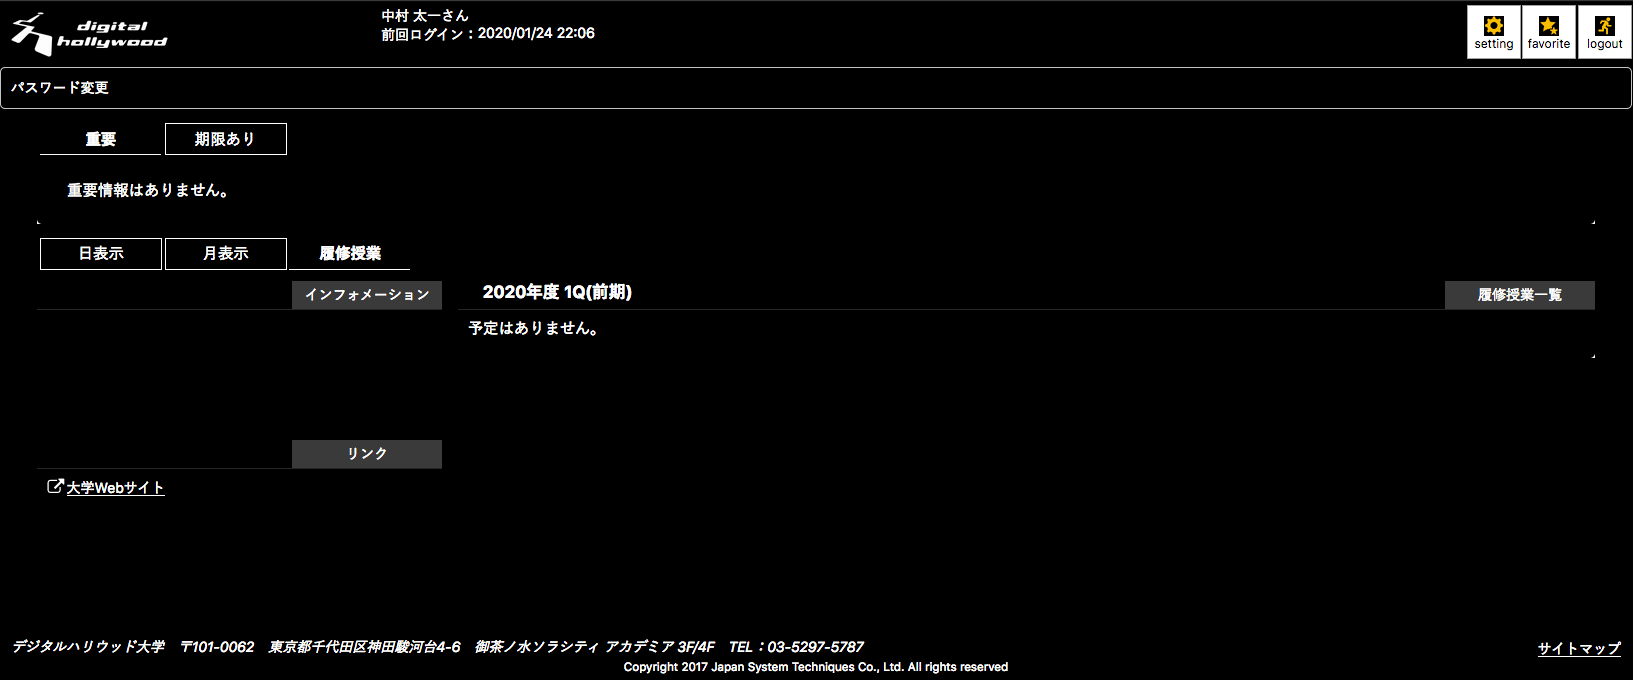 digital
hollywood
中村 太一さん
前回ログイン：2020/01/24 22:06
setting
favorite
logout
パスワード変更
重要
期限あり
重要情報はありません。
日表示
月表示
履修授業
インフォメーション
2020年度 1Q(前期)
履修授業一覧
予定はありません。
リンク
大学Webサイト
デジタルハリウッド大学　〒101-0062　東京都千代田区神田駿河台4-6　御茶ノ水ソラシティ アカデミア 3F/4F　TEL：03-5297-5787
サイトマップ
Copyright 2017 Japan System Techniques Co., Ltd. All rights reserved